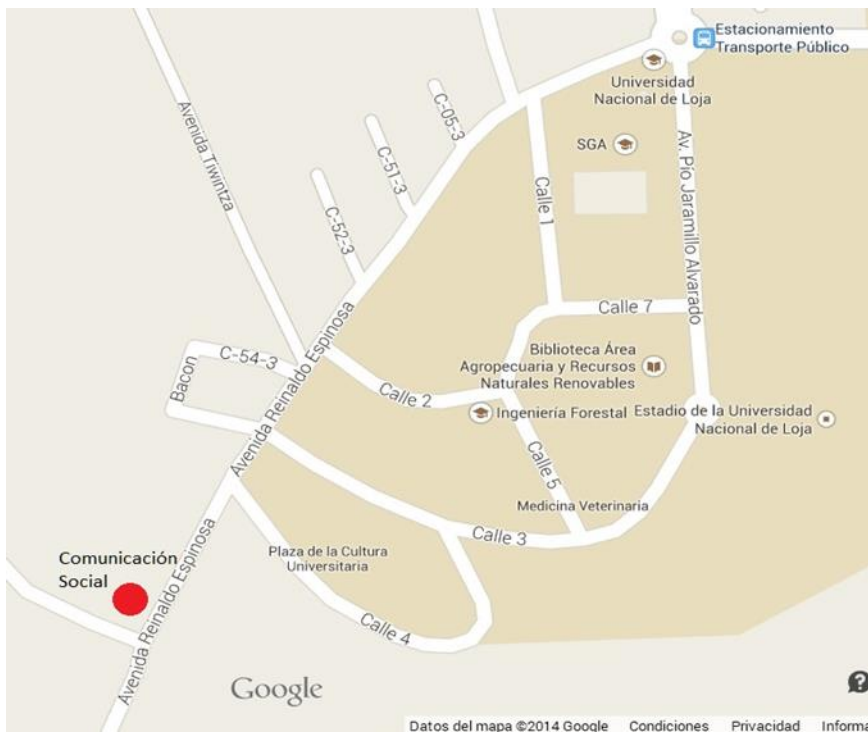 Estacionamiento
Transporte Público
Universidad
Nacional de Loja
SGA
C-05-3
C-51-3
C-52-3
Avenida Tiwintza
Calle 1
Av. Pío Jaramillo Alvarado
Calle 7
Avenida Reinaldo Espinosa
C-54-3
Bacon
Biblioteca Área
Agropecuaria y Recursos
Naturales Renovables
Calle 2
Ingeniería Forestal
Estadio de la Universidad
Nacional de Loja
Calle 5
Medicina Veterinaria
Calle 3
Plaza de la Cultura
Universitaria
Comunicación
Social
Avenida Reinaldo Espinosa
Calle 4
Google
?
Datos del mapa ©2014 Google Condiciones Privacidad Informa